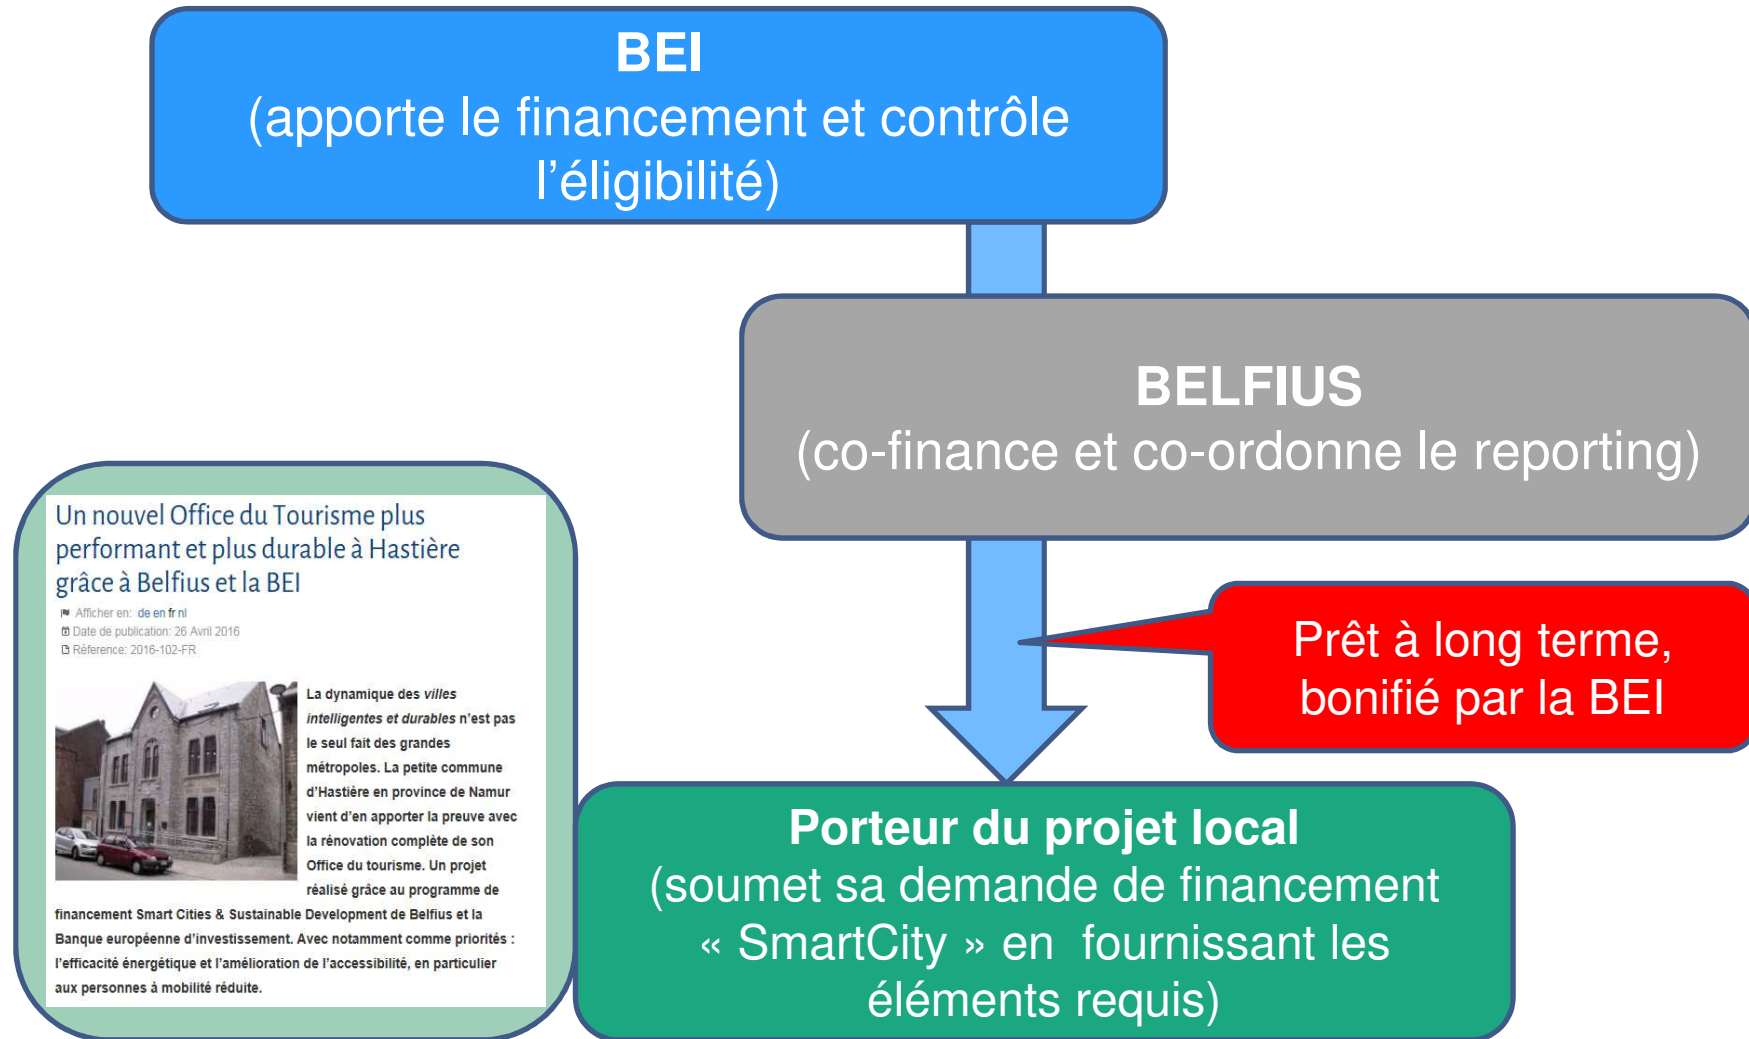 BEI
(apporte le financement et contrôle
l’éligibilité)
BELFIUS
(co-finance et co-ordonne le reporting)
Un nouvel Office du Tourisme plus
performant et plus durable à Hastière
grâce à Belfius et la BEI
Afficher en: de en fr nl
Date de publication: 26 Avril 2016
Réference: 2016-102-FR
La dynamique des villes
intelligentes et durables n’est pas
le seul fait des grandes
métropoles. La petite commune
d’Hastière en province de Namur
vient d’en apporter la preuve avec
la rénovation complète de son
Office du tourisme. Un projet
réalisé grâce au programme de
financement Smart Cities & Sustainable Development de Belfius et la
Banque européenne d’investissement. Avec notamment comme priorités :
l’efficacité énergétique et l’amélioration de l’accessibilité, en particulier
aux personnes à mobilité réduite.
Prêt à long terme,
bonifié par la BEI
Porteur du projet local
(soumet sa demande de financement
« SmartCity » en fournissant les
éléments requis)